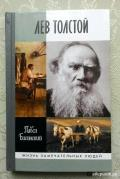 ЛЕВ ТОЛСТОЙ
Павел
Басинский
ЖИЗНЬ ЗАМЕЧАТЕЛЬНЫХ ЛЮДЕЙ